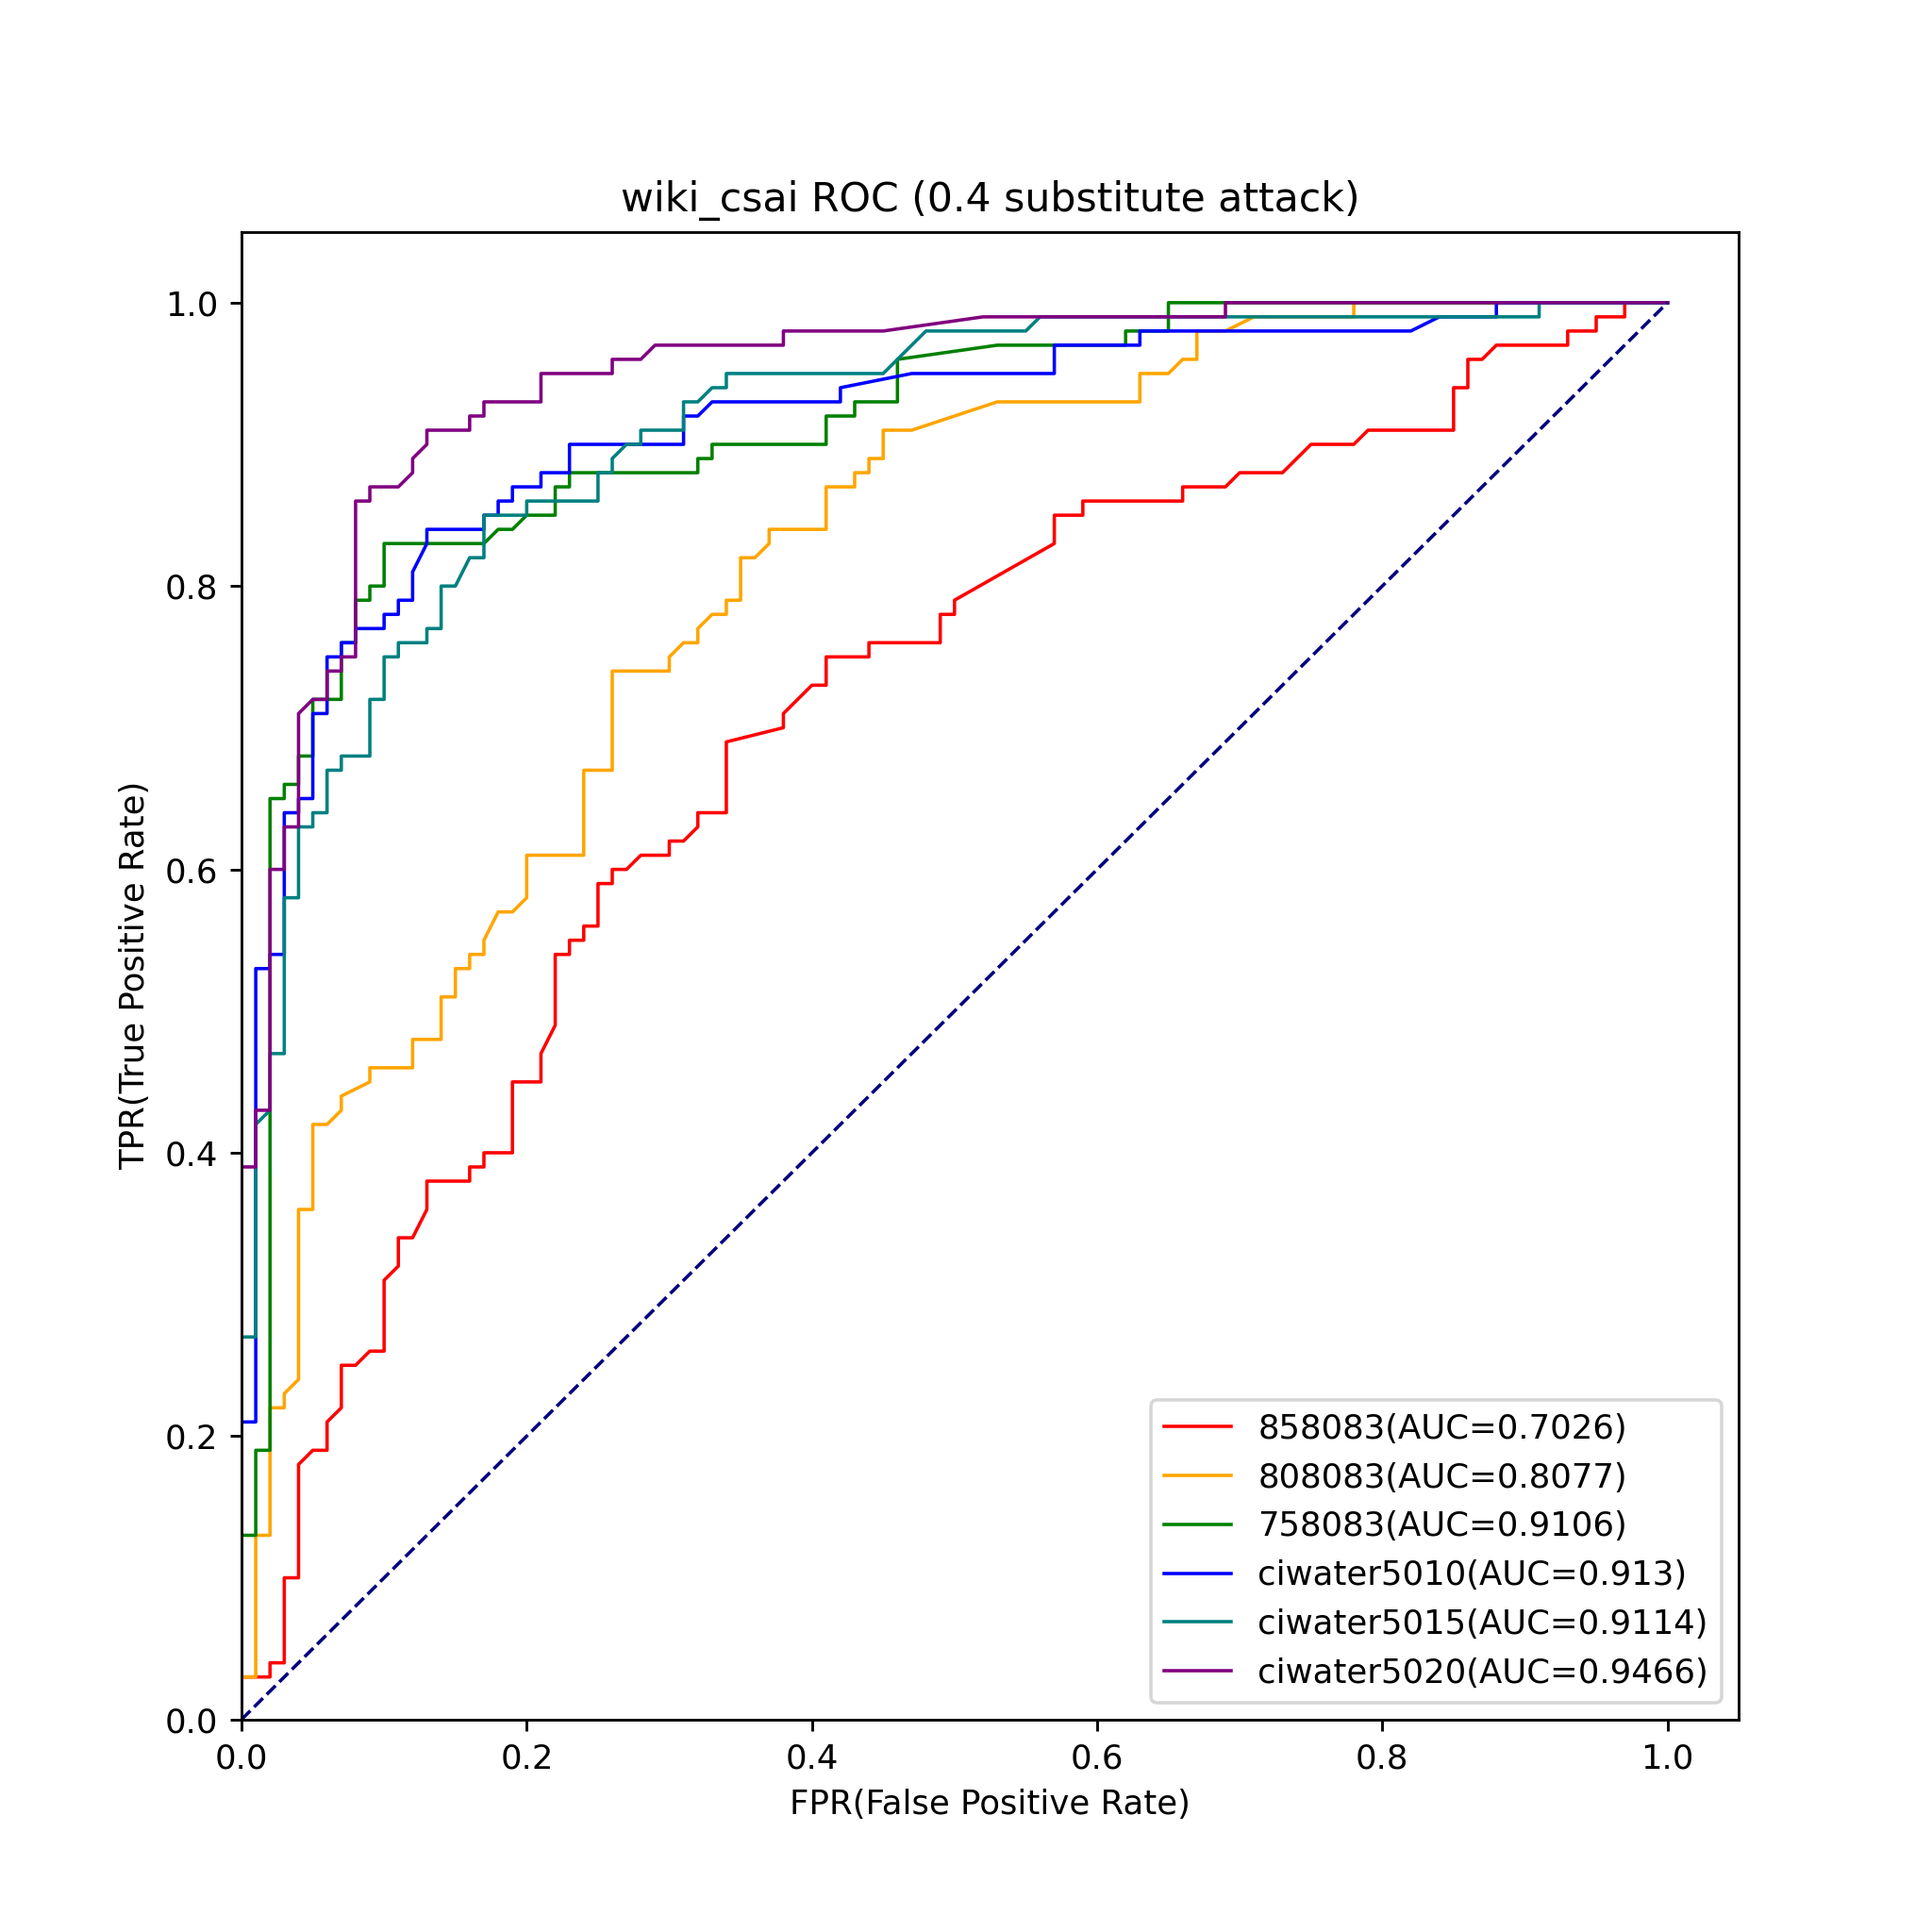 wiki_csai ROC (0.4 substitute attack)
TPR(True Positive Rate)
1.0
0.8
0.6
0.4
0.2
0.0
0.0 0.2 0.4 0.6 0.8 1.0
FPR(False Positive Rate)
858083(AUC=0.7026)
808083(AUC=0.8077)
758083(AUC=0.9106)
ciwater5010(AUC=0.913)
ciwater5015(AUC=0.9114)
ciwater5020(AUC=0.9466)